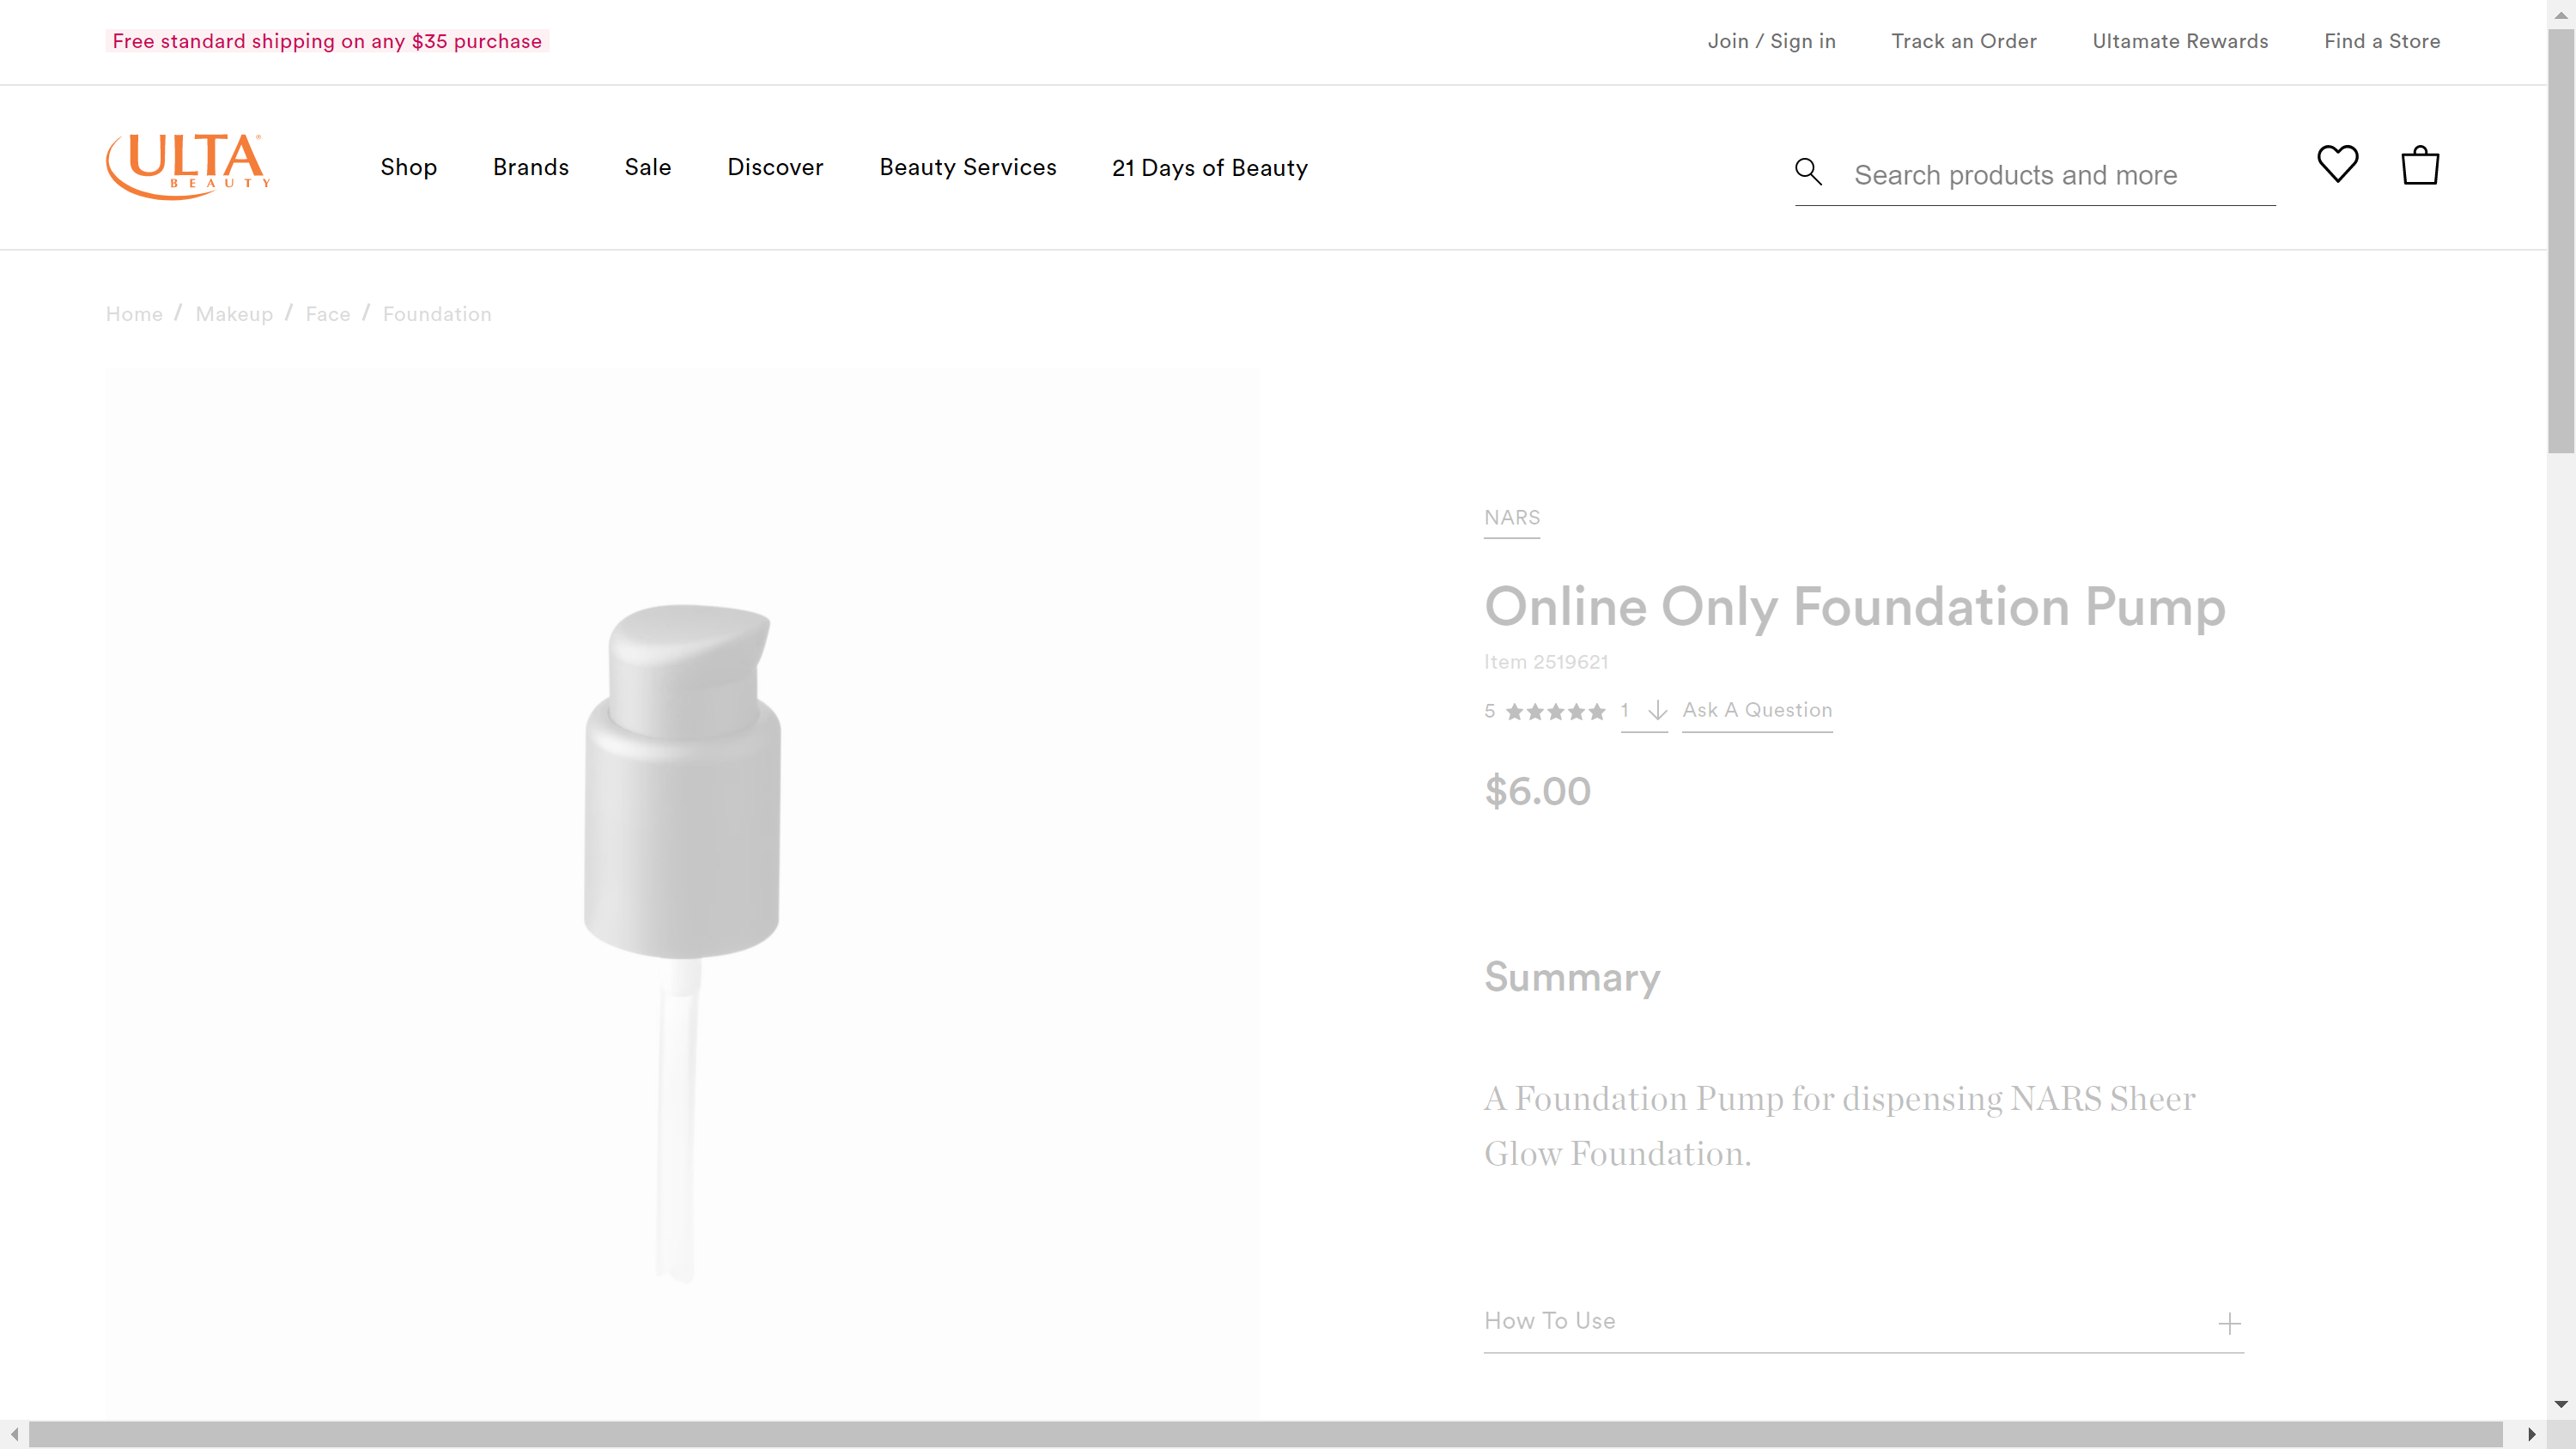 Free standard shipping on any $35 purchase
Join / Sign in
Track an Order
Ultamate Rewards
Find a Store
ULTA
BEAUTY
Shop
Brands
Sale
Discover
Beauty Services
21 Days of Beauty
Search products and more
Home / Makeup / Face / Foundation
NARS
Online Only Foundation Pump
Item 2519621
5
1
Ask A Question
$6.00
Summary
A Foundation Pump for dispensing NARS Sheer
Glow Foundation.
How To Use